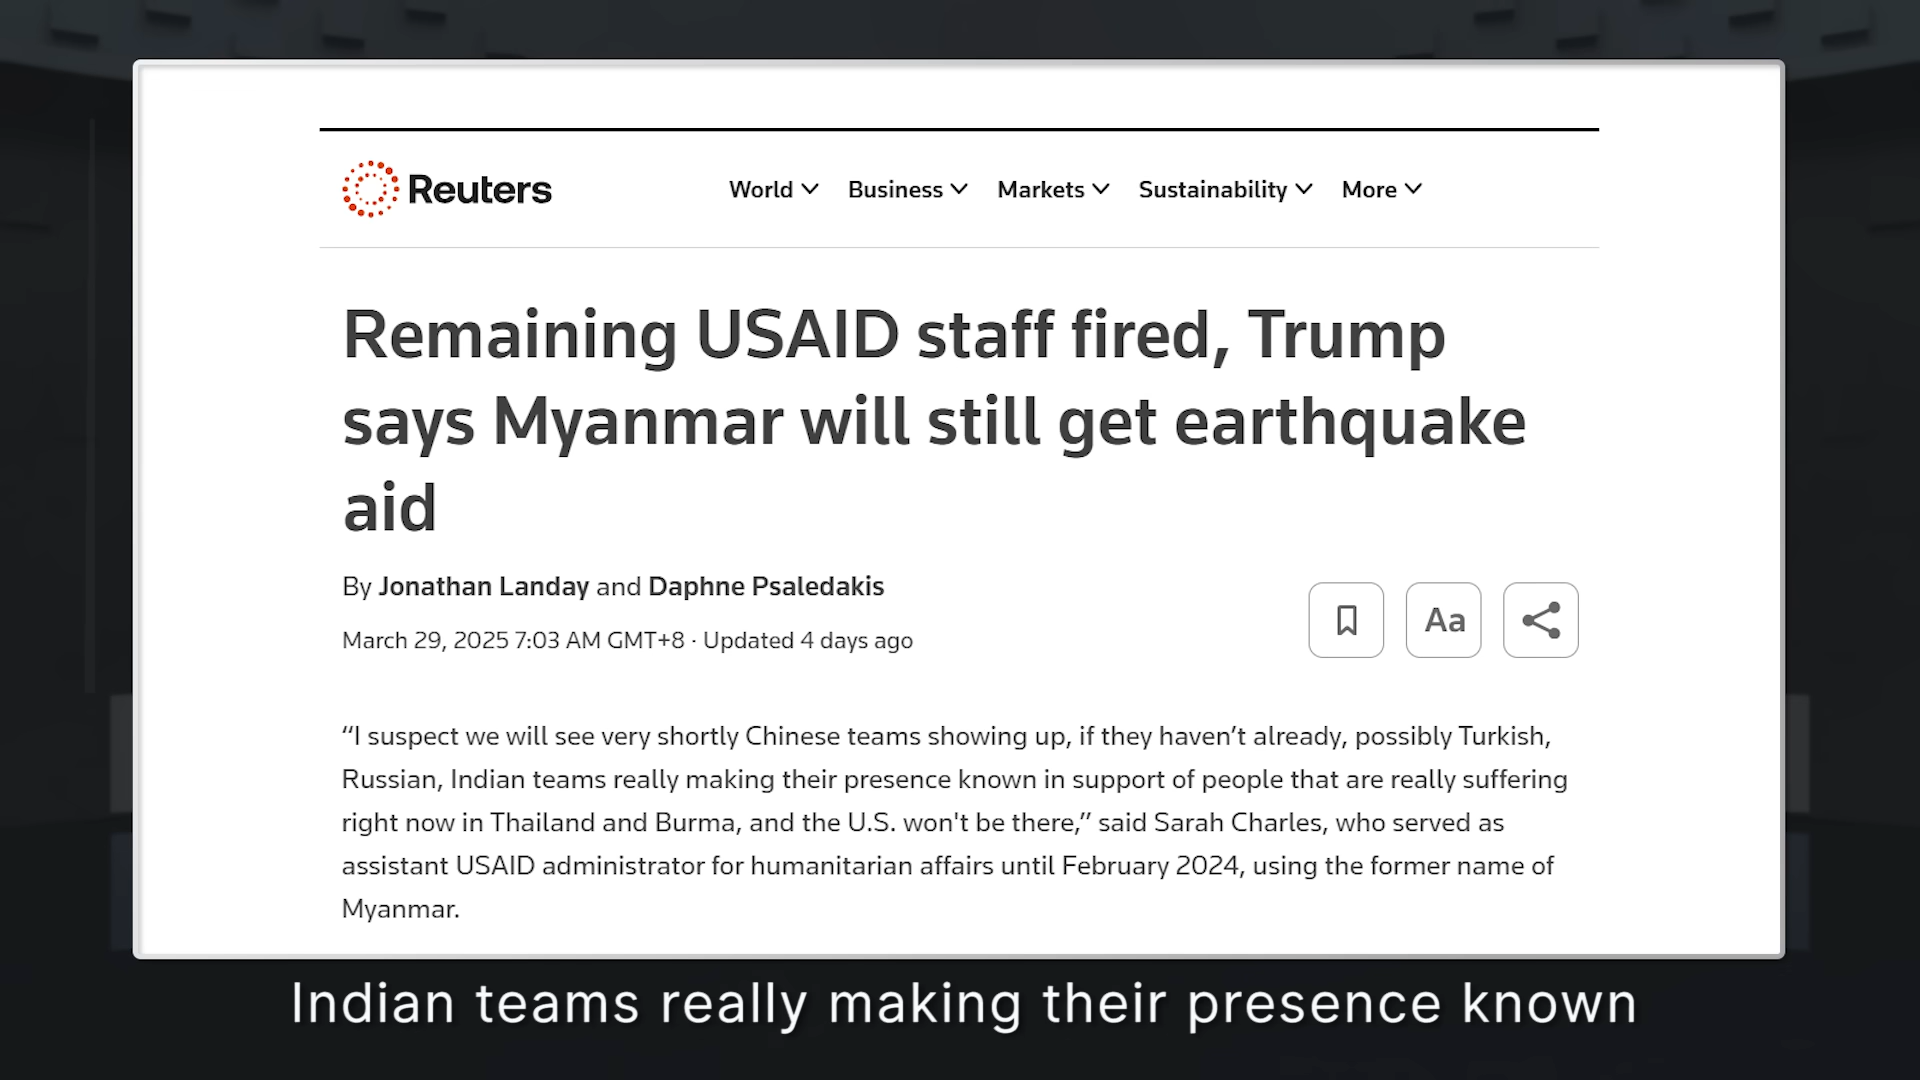 Reuters
World Business Markets Sustainability More
Remaining USAID staff fired, Trump
says Myanmar will still get earthquake
aid
By Jonathan Landay and Daphne Psaledakis
March 29, 2025 7:03 AM GMT+8 · Updated 4 days ago
Aa
“I suspect we will see very shortly Chinese teams showing up, if they haven’t already, possibly Turkish,
Russian, Indian teams really making their presence known in support of people that are really suffering
right now in Thailand and Burma, and the U.S. won't be there,” said Sarah Charles, who served as
assistant USAID administrator for humanitarian affairs until February 2024, using the former name of
Myanmar.
Indian teams really making their presence known